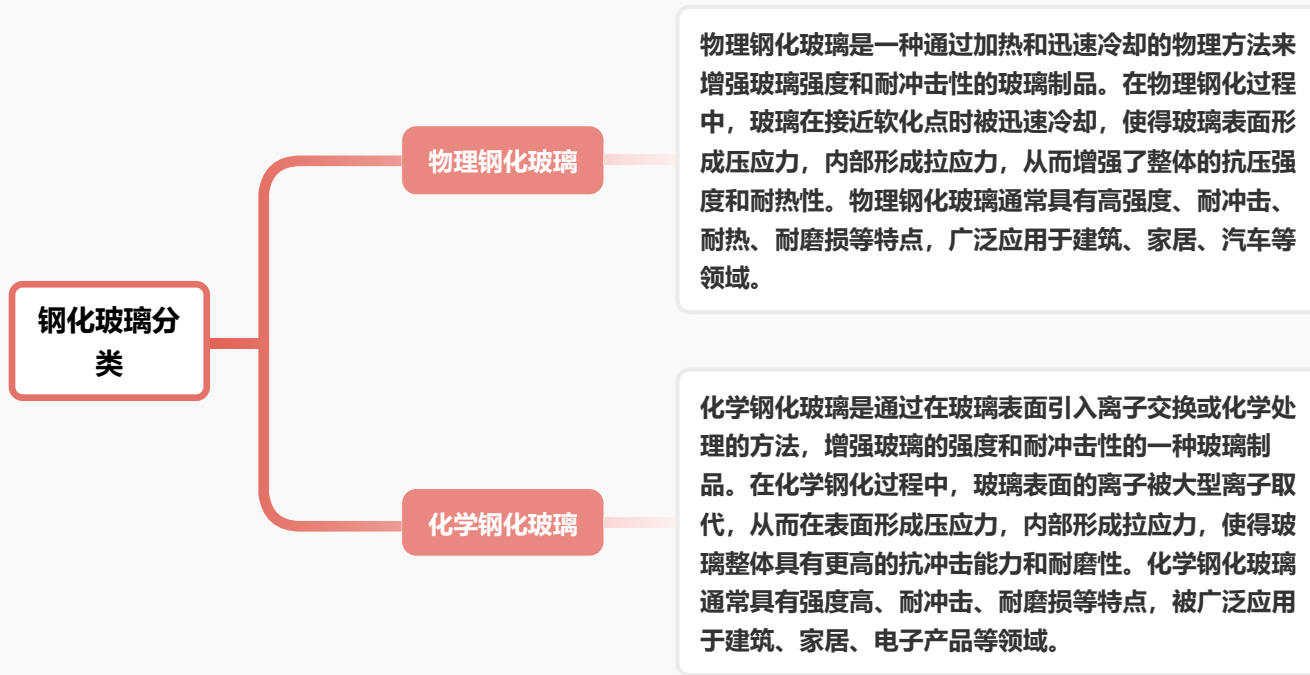 钢化玻璃分
类
物理钢化玻璃
物理钢化玻璃是一种通过加热和迅速冷却的物理方法来
增强玻璃强度和耐冲击性的玻璃制品。在物理钢化过程
中，玻璃在接近软化点时被迅速冷却，使得玻璃表面形
成压应力，内部形成拉应力，从而增强了整体的抗压强
度和耐热性。物理钢化玻璃通常具有高强度、耐冲击、
耐热、耐磨损等特点，广泛应用于建筑、家居、汽车等
领域。
化学钢化玻璃
化学钢化玻璃是通过在玻璃表面引入离子交换或化学处
理的方法，增强玻璃的强度和耐冲击性的一种玻璃制
品。在化学钢化过程中，玻璃表面的离子被大型离子取
代，从而在表面形成压应力，内部形成拉应力，使得玻
璃整体具有更高的抗冲击能力和耐磨性。化学钢化玻璃
通常具有强度高、耐冲击、耐磨损等特点，被广泛应用
于建筑、家居、电子产品等领域。